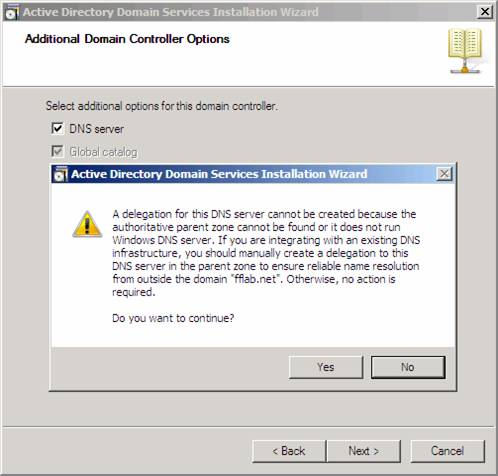 Active Directory Domain Services Installation Wizard
Additional Domain Controller Options
Select additional options for this domain controller.
DNS server
Global catalog
Active Directory Domain Services Installation Wizard
A delegation for this DNS server cannot be created because the
authoritative parent zone cannot be found or it does not run
Windows DNS server. If you are integrating with an existing DNS
infrastructure, you should manually create a delegation to this
DNS server in the parent zone to ensure reliable name resolution
from outside the domain "fflab.net". Otherwise, no action is
required.
Do you want to continue?
Yes
No
< Back
Next >
Cancel